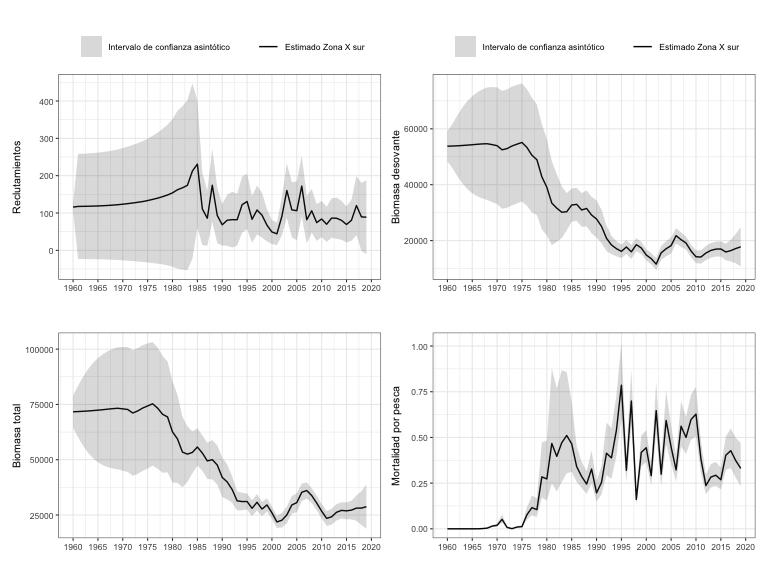 Intervalo de confianza asintótico Estimado Zona X sur
Reclutamientos
400
300
200
100
0
1960 1965 1970 1975 1980 1985 1990 1995 2000 2005 2010 2015 2020
Intervalo de confianza asintótico Estimado Zona X sur
Biomasa desovante
60000
40000
20000
1960 1965 1970 1975 1980 1985 1990 1995 2000 2005 2010 2015 2020
Biomasa total
100000
75000
50000
25000
1960 1965 1970 1975 1980 1985 1990 1995 2000 2005 2010 2015 2020
Mortalidad por pesca
1.00
0.75
0.50
0.25
0.00
1960 1965 1970 1975 1980 1985 1990 1995 2000 2005 2010 2015 2020